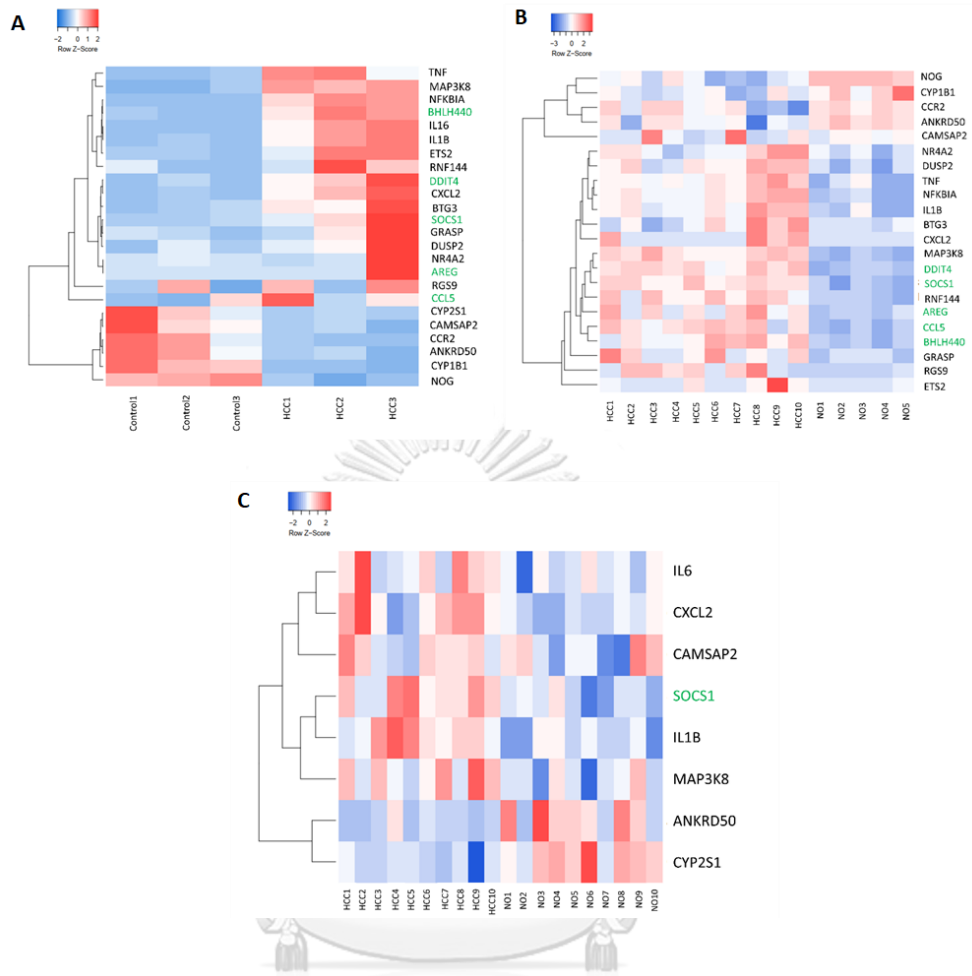 A
-2 0 2
Row Z-Score
TNF
MAP3K8
NFKBIA
BHLH440
IL16
IL1B
ETS2
RNF144
DDIT4
CXCL2
BTG3
SOCS1
GRASP
DUSP2
NR4A2
AREG
RGS9
CCL5
CYP2S1
CAMSAP2
CCR2
ANKRD50
CYP1B1
NOG
Control1 Control2 Control3 HCC1 HCC2 HCC3
B
-3 0 2
Row Z-Score
NOG
CYP1B1
CCR2
ANKRD50
CAMSAP2
NR4A2
DUSP2
TNF
NFKBIA
IL1B
BTG3
CXCL2
MAP3K8
DDIT4
SOCS1
RNF144
AREG
CCL5
BHLH440
GRASP
RGS9
ETS2
HCC1 HCC2 HCC3 HCC4 HCC5 HCC6 HCC7 HCC8 HCC9 HCC10 NO1 NO2 NO3 NO4 NO5
C
-2 0 2
Row Z-Score
IL6
CXCL2
CAMSAP2
SOCS1
IL1B
MAP3K8
ANKRD50
CYP2S1
HCC1 HCC2 HCC3 HCC4 HCC5 HCC6 HCC7 HCC8 HCC9 HCC10 NO1 NO2 NO3 NO4 NO5 NO6 NO7 NO8 NO9 NO10